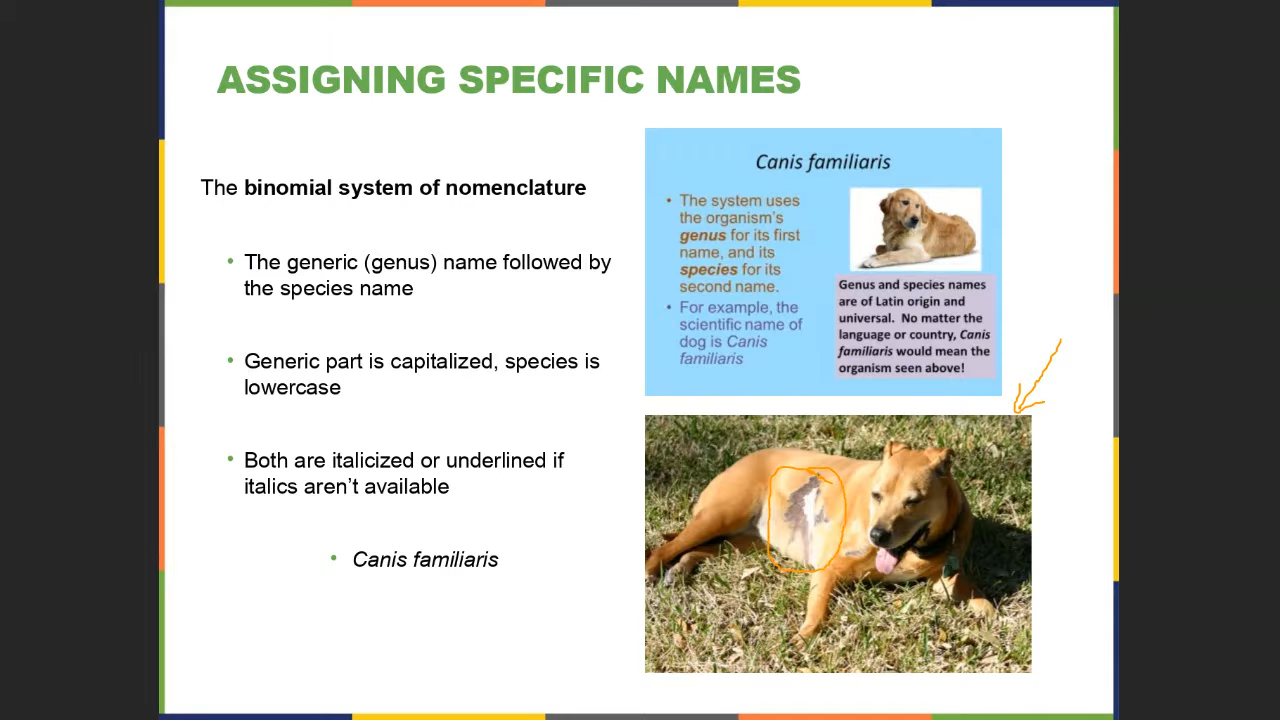 ASSIGNING SPECIFIC NAMES
The binomial system of nomenclature
• The generic (genus) name followed by
the species name
• Generic part is capitalized, species is
lowercase
• Both are italicized or underlined if
italics aren’t available
• Canis familiaris
Canis familiaris
• The system uses
the organism’s
genus for its first
name, and its
species for its
second name.
• For example, the
scientific name of
dog is Canis
familiaris
Genus and species names
are of Latin origin and
universal. No matter the
language or country, Canis
familiaris would mean the
organism seen above!